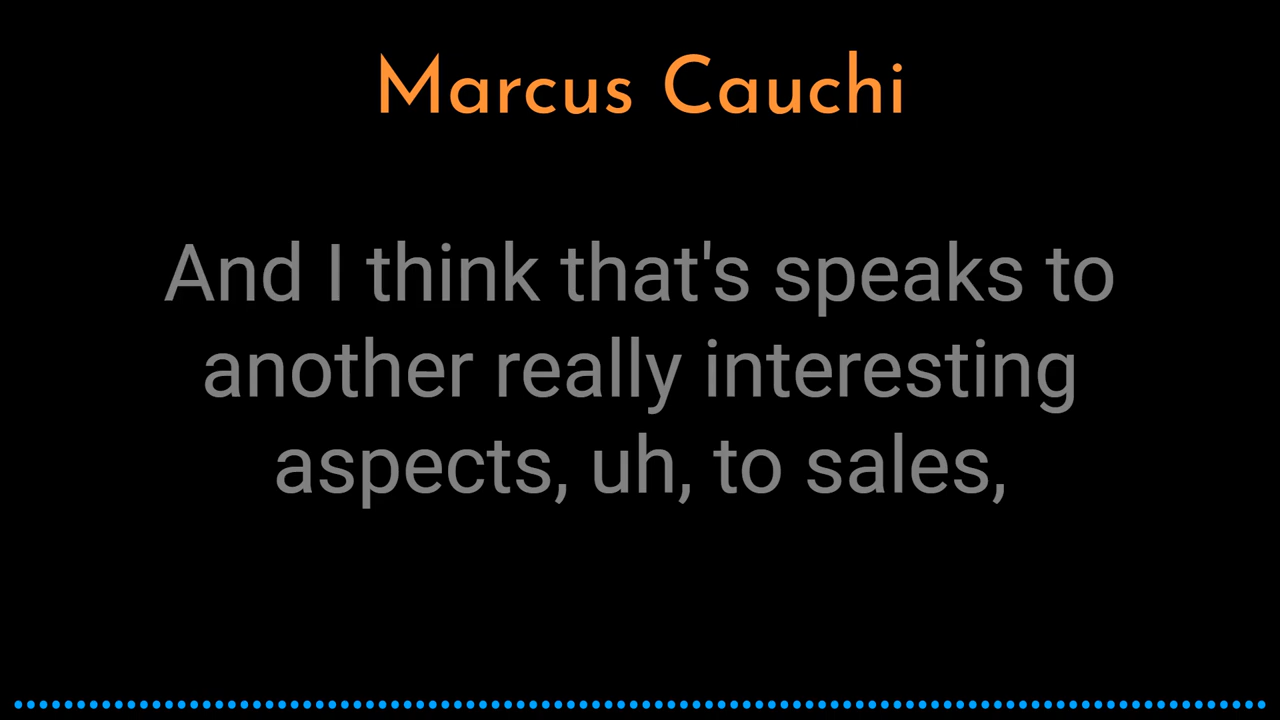 Marcus Cauchi
And I think that's speaks to
another really interesting
aspects, uh, to sales,